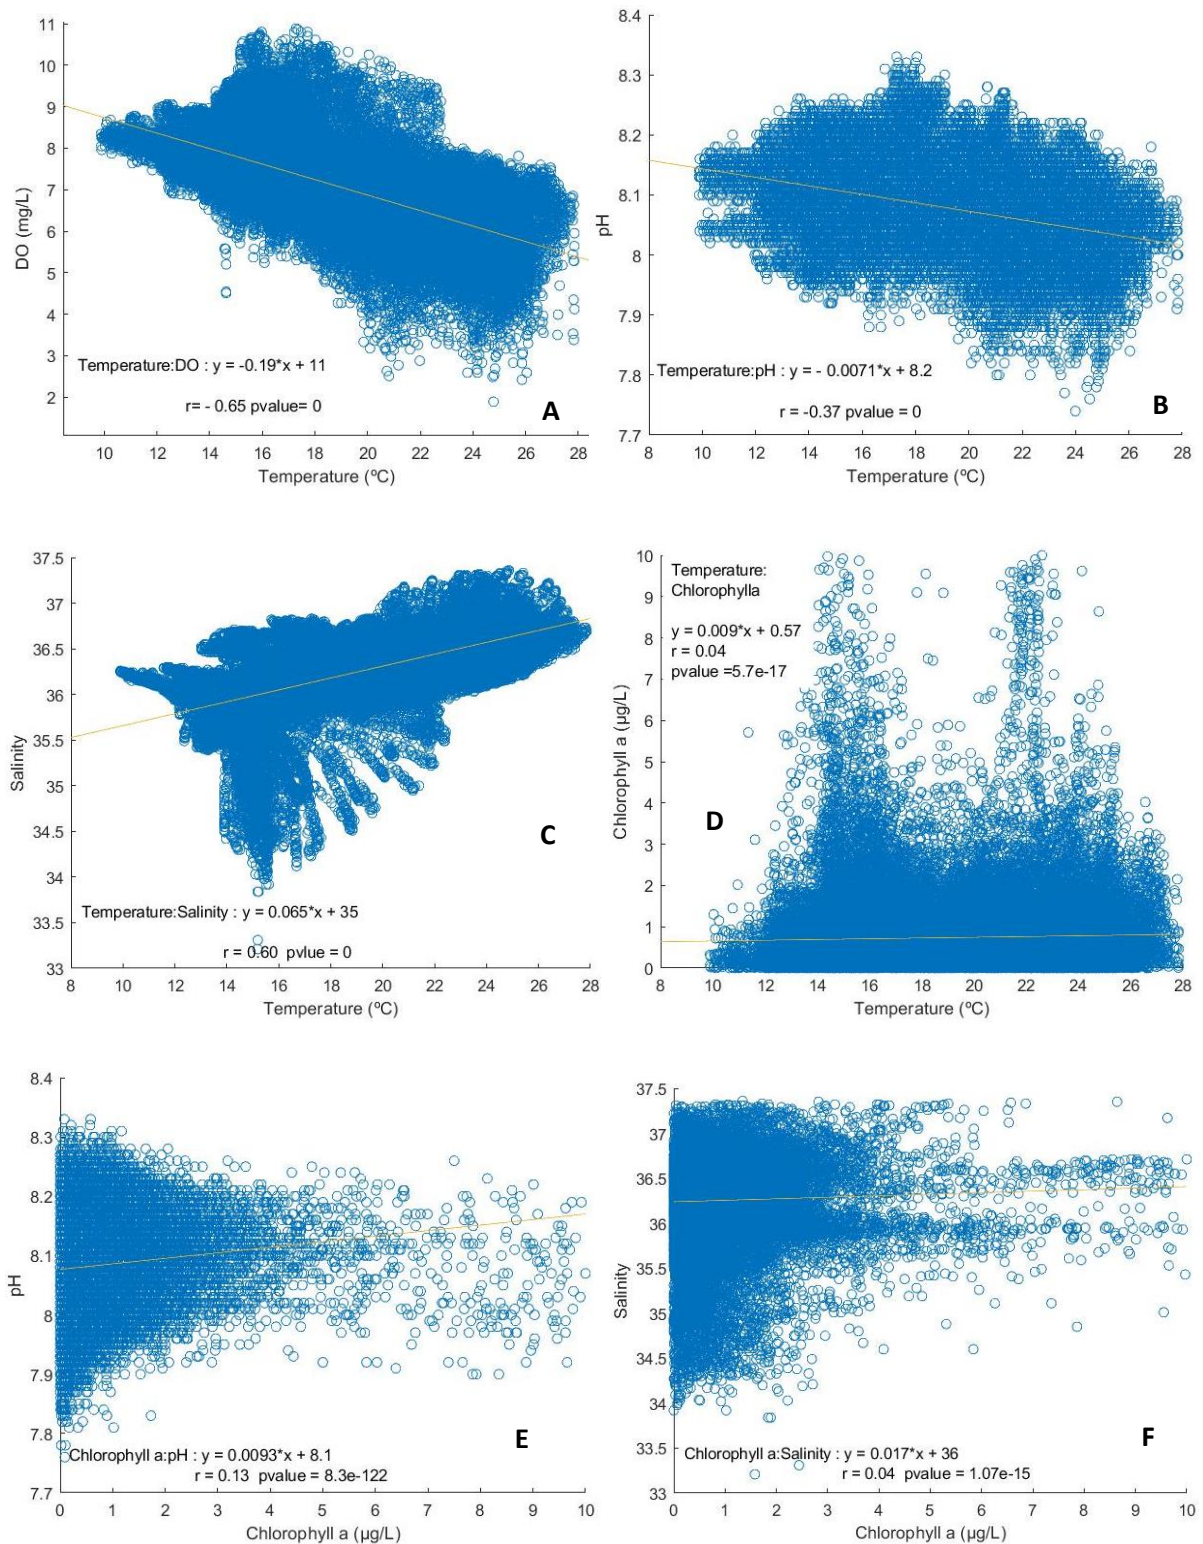 11
10
9
8
7
6
5
4
3
2
DO (mg/L)
Temperature:DO : y = -0.19*x + 11
r= - 0.65 pvalue= 0
A
10 12 14 16 18 20 22 24 26 28
Temperature (ºC)
8.4
8.3
8.2
8.1
8
7.9
7.8
7.7
pH
Temperature:pH : y = - 0.0071*x + 8.2
r = -0.37 pvalue = 0
B
8 10 12 14 16 18 20 22 24 26 28
Temperature (ºC)
37.5
37
36.5
36
35.5
35
34.5
34
33.5
33
Salinity
C
Temperature:Salinity : y = 0.065*x + 35
r = 0.60 pvlue = 0
8 10 12 14 16 18 20 22 24 26 28
Temperature (ºC)
10
9
8
7
6
5
4
3
2
1
0
Chlorophyll a (µg/L)
Temperature:
Chlorophylla
y = 0.009*x + 0.57
r = 0.04
pvalue =5.7e-17
D
8 10 12 14 16 18 20 22 24 26 28
Temperature (ºC)
8.4
8.3
8.2
8.1
8
7.9
7.8
7.7
pH
E
Chlorophyll a:pH : y = 0.0093*x + 8.1
r = 0.13 pvalue = 8.3e-122
0 1 2 3 4 5 6 7 8 9 10
Chlorophyll a (µg/L)
37.5
37
36.5
36
35.5
35
34.5
34
33.5
33
Salinity
F
Chlorophyll a:Salinity : y = 0.017*x + 36
r = 0.04 pvalue = 1.07e-15
0 1 2 3 4 5 6 7 8 9 10
Chlorophyll a (µg/L)